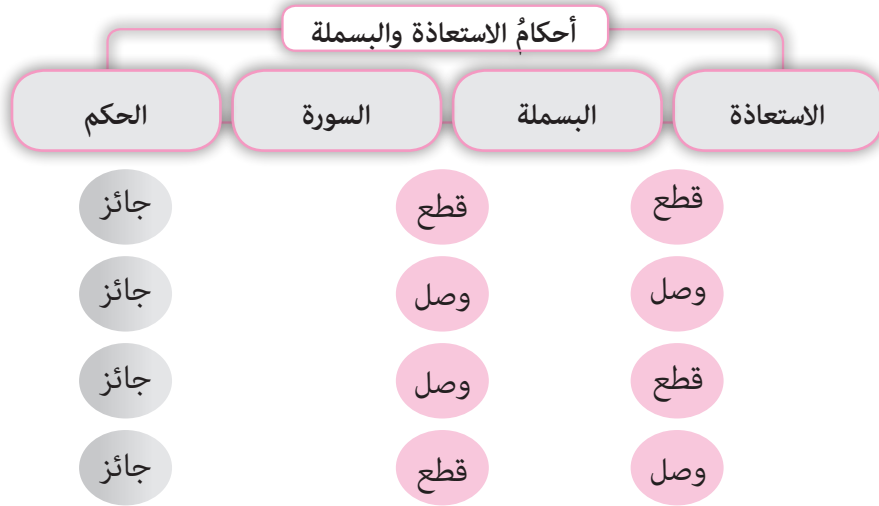 أحكامُ الاستعاذة والبسملة
الاستعاذة البسملة السورة الحكم
قطع قطع جائز
وصل وصل جائز
قطع وصل جائز
وصل قطع جائز